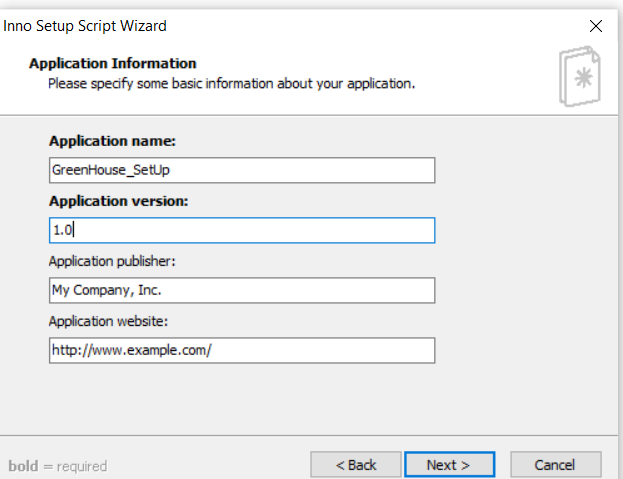 Inno Setup Script Wizard
Application Information
Please specify some basic information about your application.
Application name:
GreenHouse_SetUp
Application version:
1.0
Application publisher:
My Company, Inc.
Application website:
http://www.example.com/
bold = required
< Back
Next >
Cancel